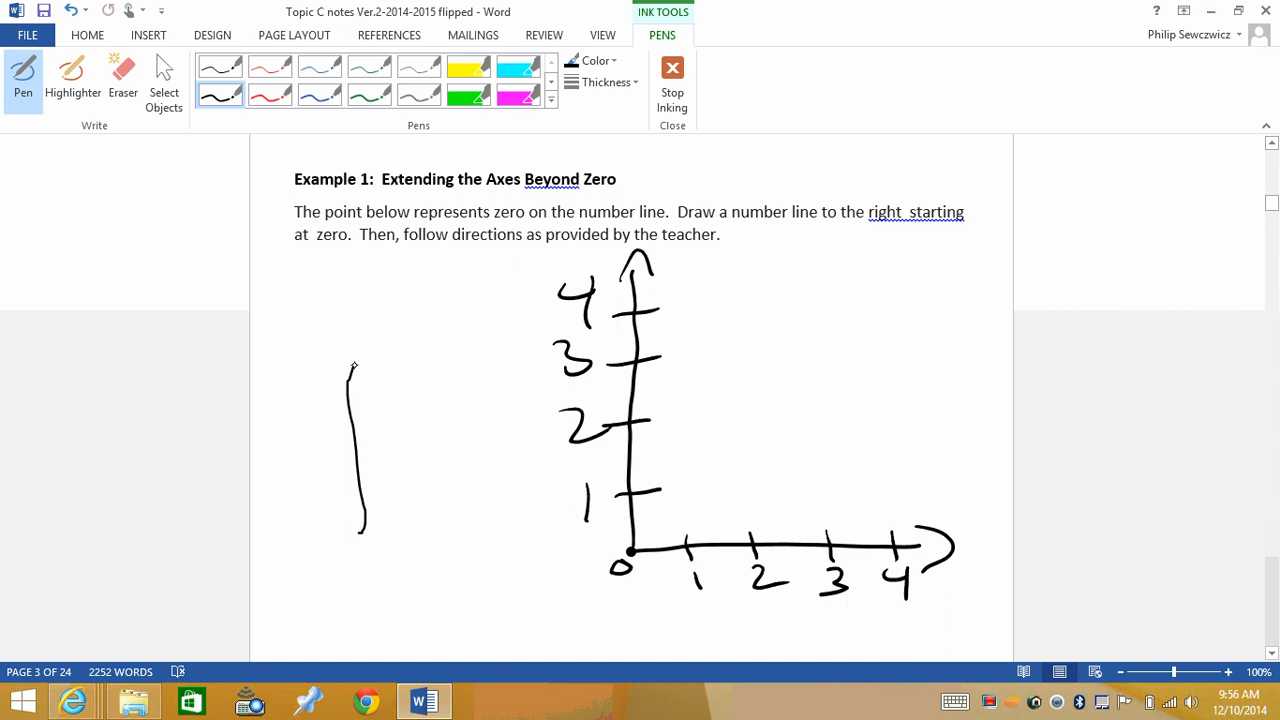 Topic C notes Ver.2-2014-2015 flipped - Word
INK TOOLS
?
FILE
HOME
INSERT
DESIGN
PAGE LAYOUT
REFERENCES
MAILINGS
REVIEW
VIEW
PENS
Philip Sewczwicz
Pen
Highlighter
Eraser
Select Objects
Color
Thickness
Stop Inking
Write
Pens
Close
Example 1:  Extending the Axes Beyond Zero
The point below represents zero on the number line.  Draw a number line to the right  starting
at  zero.  Then, follow directions as provided by the teacher.
4
3
2
1
0
1 2 3 4
PAGE 3 OF 24
2252 WORDS
100%
9:56 AM
12/10/2014